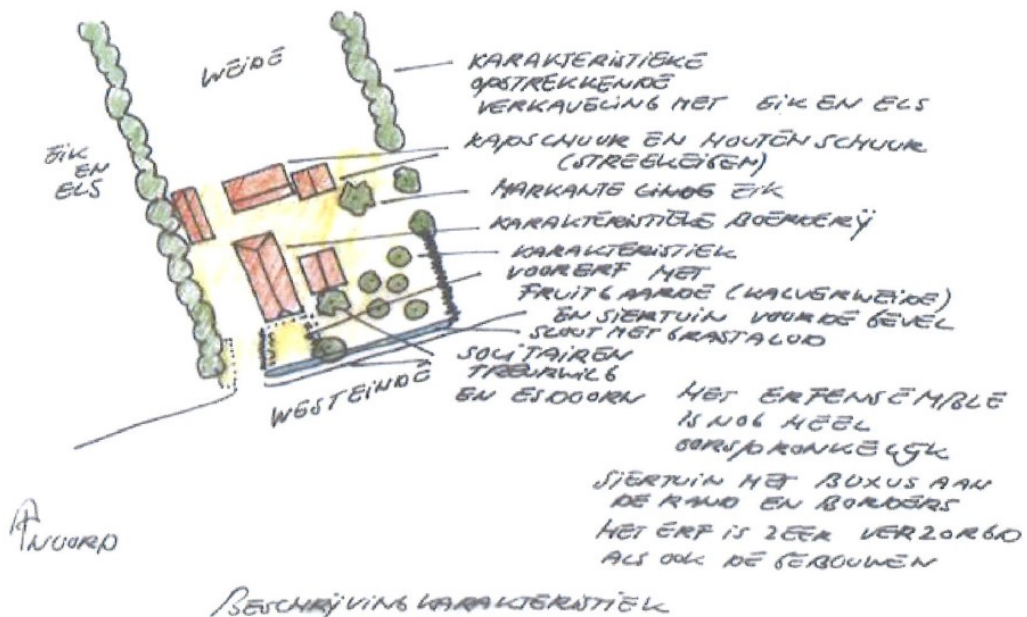 WEIDE
KARAKTERISTIEKE
OPSTREKKENDE
VERKAVELING MET EIK EN ELS
EIK
EN
ELS
KAPSCHUUR EN HOUTEN SCHUUR
(STREEKEIGEN)
MARKANTE LINDE EIK
KARAKTERISTIEKE BOERDERIJ
KARAKTERISTIEK
VOORERF MET
FRUITGAARDE (KALVERWEIDE)
EN SIERTUIN VOOR DE GEVEL
SLOOT MET GRASTALUD
SOLITAIREN
TREURWILG
EN ESDOORN
WESTEINDE
HET ERFENSEMBLE
IS NOG HEEL
OORSPRONKELIJK
SIERTUIN MET BUXUS AAN
DE RAND EN BORDERS
HET ERF IS ZEER VERZORGD
ALS OOK DE GEBOUWEN
NOORD
BESCHRIJVING KARAKTERISTIEK